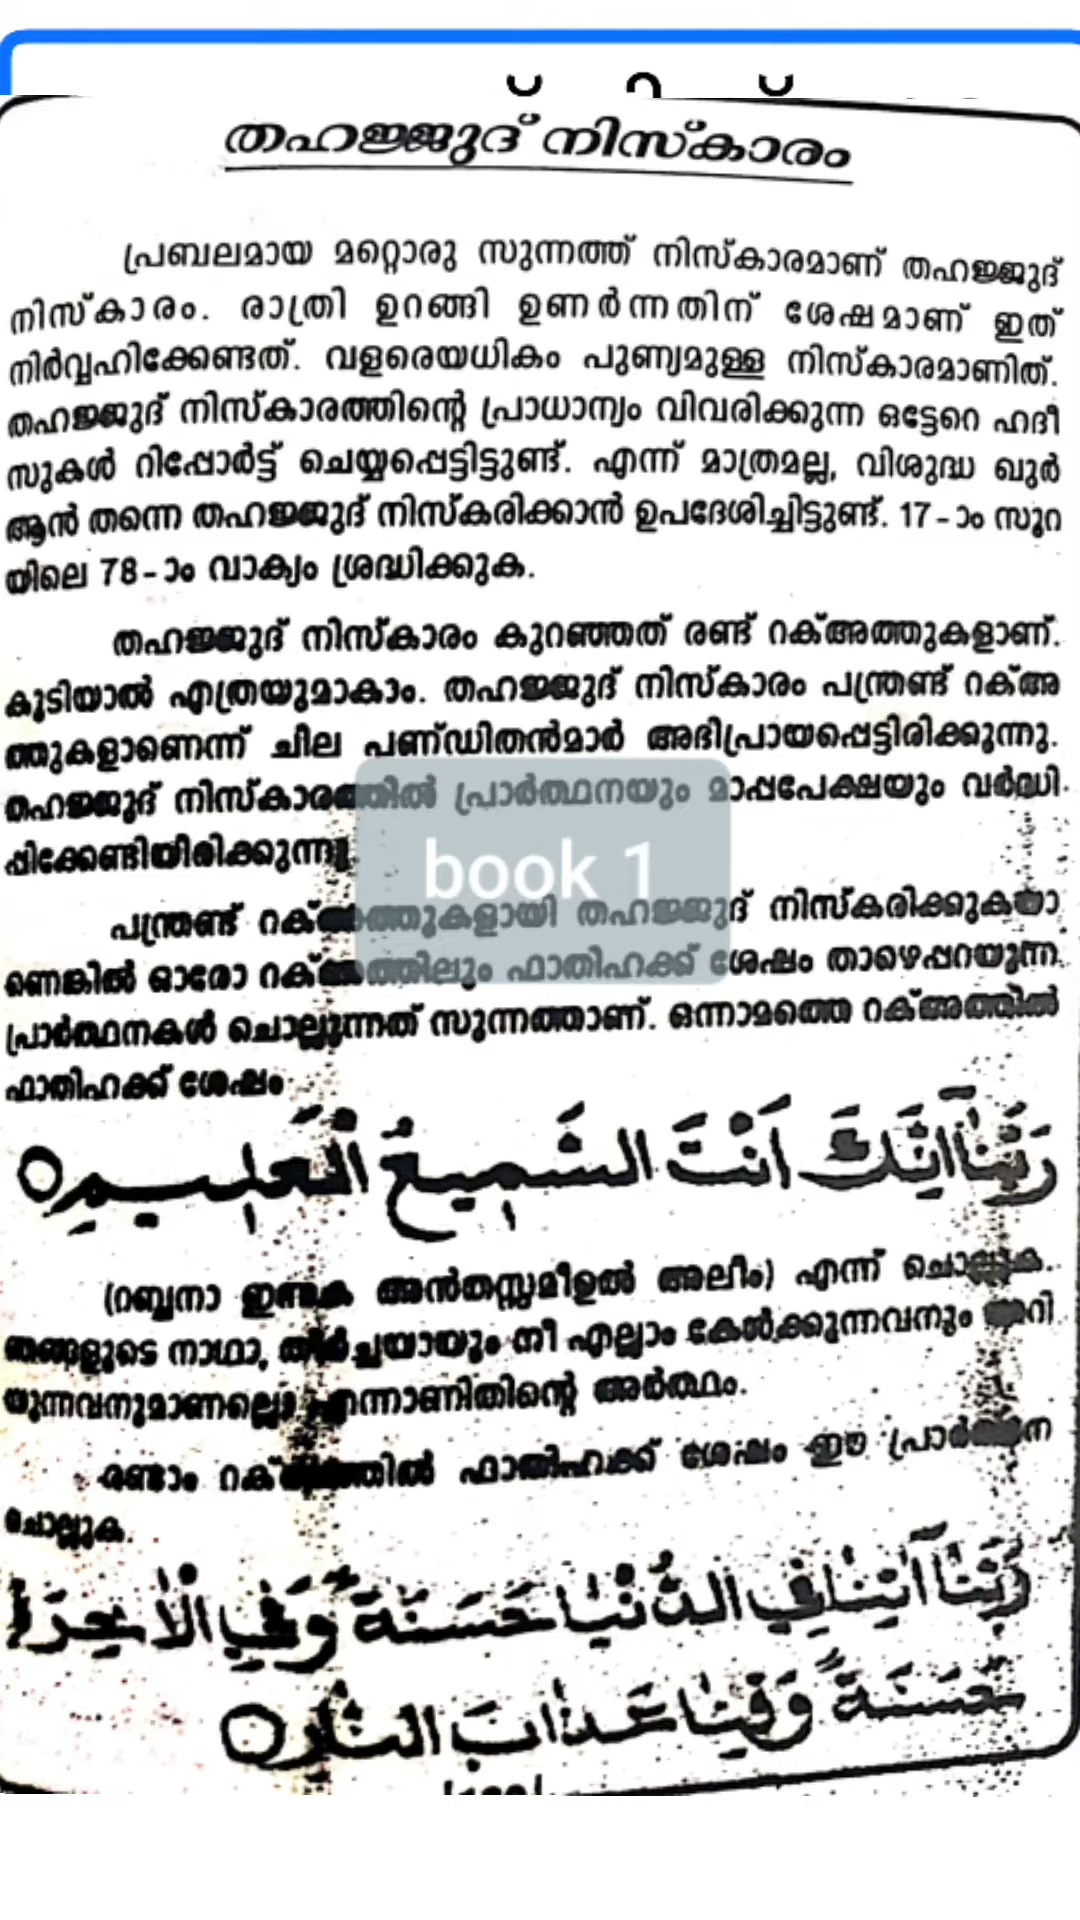 തഹജ്ജുദ് നിസ്കാരം
പ്രബലമായ മറ്റൊരു സുന്നത്ത് നിസ്കാരമാണ് തഹജ്ജുദ്
നിസ്കാരം. രാത്രി ഉറങ്ങി ഉണർന്നതിന് ശേഷമാണ് ഇത്
നിർവ്വഹിക്കേണ്ടത്. വളരെയധികം പുണ്യമുള്ള നിസ്കാരമാണിത്.
തഹജ്ജുദ് നിസ്കാരത്തിന്റെ പ്രാധാന്യം വിവരിക്കുന്ന ഒട്ടേറെ ഹദീ
സുകൾ റിപ്പോർട്ട് ചെയ്യപ്പെട്ടിട്ടുണ്ട്. എന്ന് മാത്രമല്ല, വിശുദ്ധ ഖുർ
ആൻ തന്നെ തഹജ്ജുദ് നിസ്കരിക്കാൻ ഉപദേശിച്ചിട്ടുണ്ട്. 17-ാം സൂറ
യിലെ 78-ാം വാക്യം ശ്രദ്ധിക്കുക.
തഹജ്ജുദ് നിസ്കാരം കുറഞ്ഞത് രണ്ട് റക്അത്തുകളാണ്.
കൂടിയാൽ എത്രയുമാകാം. തഹജ്ജുദ് നിസ്കാരം പന്ത്രണ്ട് റക്അ
ത്തുകളാണെന്ന് ചില പണ്ഡിതൻമാർ അഭിപ്രായപ്പെട്ടിരിക്കുന്നു.
തഹജ്ജുദ് നിസ്കാരത്തിൽ പ്രാർത്ഥനയും മാപ്പപേക്ഷയും വർദ്ധി
പ്പിക്കേണ്ടിയിരിക്കുന്നു.
book 1
പന്ത്രണ്ട് റക്അത്തുകളായി തഹജ്ജുദ് നിസ്കരിക്കുകയാ
ണെങ്കിൽ ഓരോ റക്അത്തിലും ഫാതിഹക്ക് ശേഷം താഴെപ്പറയുന്ന
പ്രാർത്ഥനകൾ ചൊല്ലുന്നത് സുന്നത്താണ്. ഒന്നാമത്തെ റക്അത്തിൽ
ഫാതിഹക്ക് ശേഷം
رَبَّنَآ اِنَّكَ اَنْتَ السَّمِيعُ الْعَلِيمِ
(റബ്ബനാ ഇന്നക അൻതസ്സമീഉൽ അലീം) എന്ന് ചൊല്ലുക.
ഞങ്ങളുടെ നാഥാ, തീർച്ചയായും നീ എല്ലാം കേൾക്കുന്നവനും അറി
യുന്നവനുമാണല്ലൊ എന്നാണിതിന്റെ അർത്ഥം.
രണ്ടാം റക്അത്തിൽ ഫാതിഹക്ക് ശേഷം ഈ പ്രാർത്ഥന
ചൊല്ലുക.
رَبَّنَآ اٰتِنَا فِي الدُّنْيَا حَسَنَةً وَّفِي الْاٰخِرَةِ
حَسَنَةً وَّقِنَا عَذَابَ النَّارِ